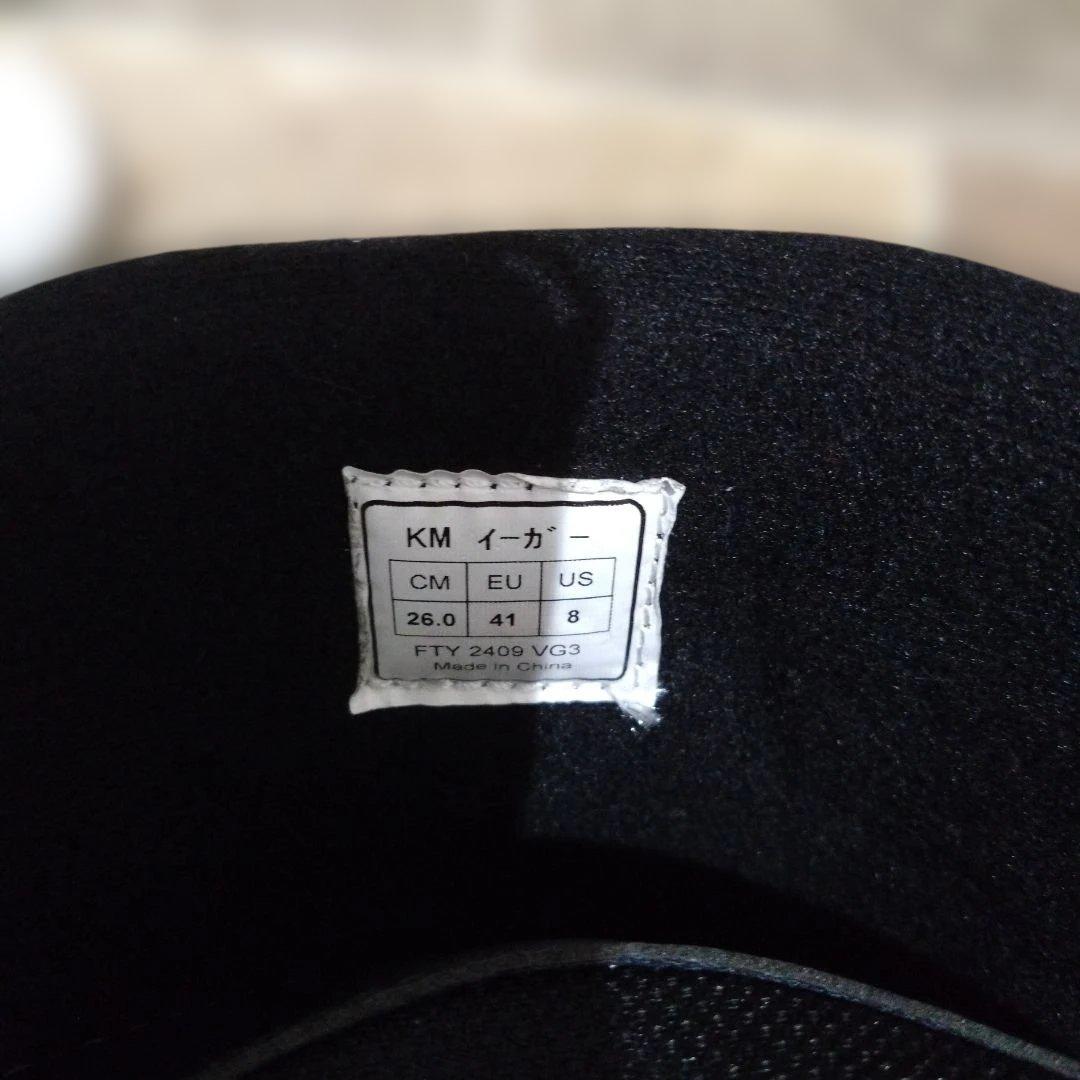 KM イーガー
CM EU US
26.0 41 8
FTY 2409 VG3
Made in China